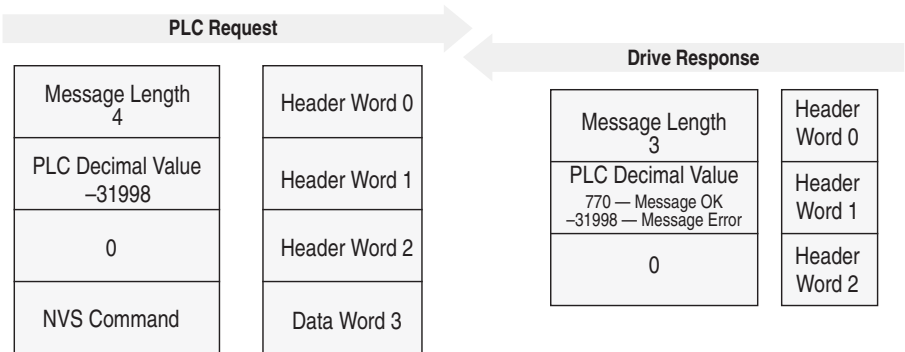 PLC Request
Message Length
4
Header Word 0
PLC Decimal Value
–31998
Header Word 1
0
Header Word 2
NVS Command
Data Word 3
Drive Response
Message Length
3
Header
Word 0
PLC Decimal Value
770 — Message OK
–31998 — Message Error
Header
Word 1
0
Header
Word 2